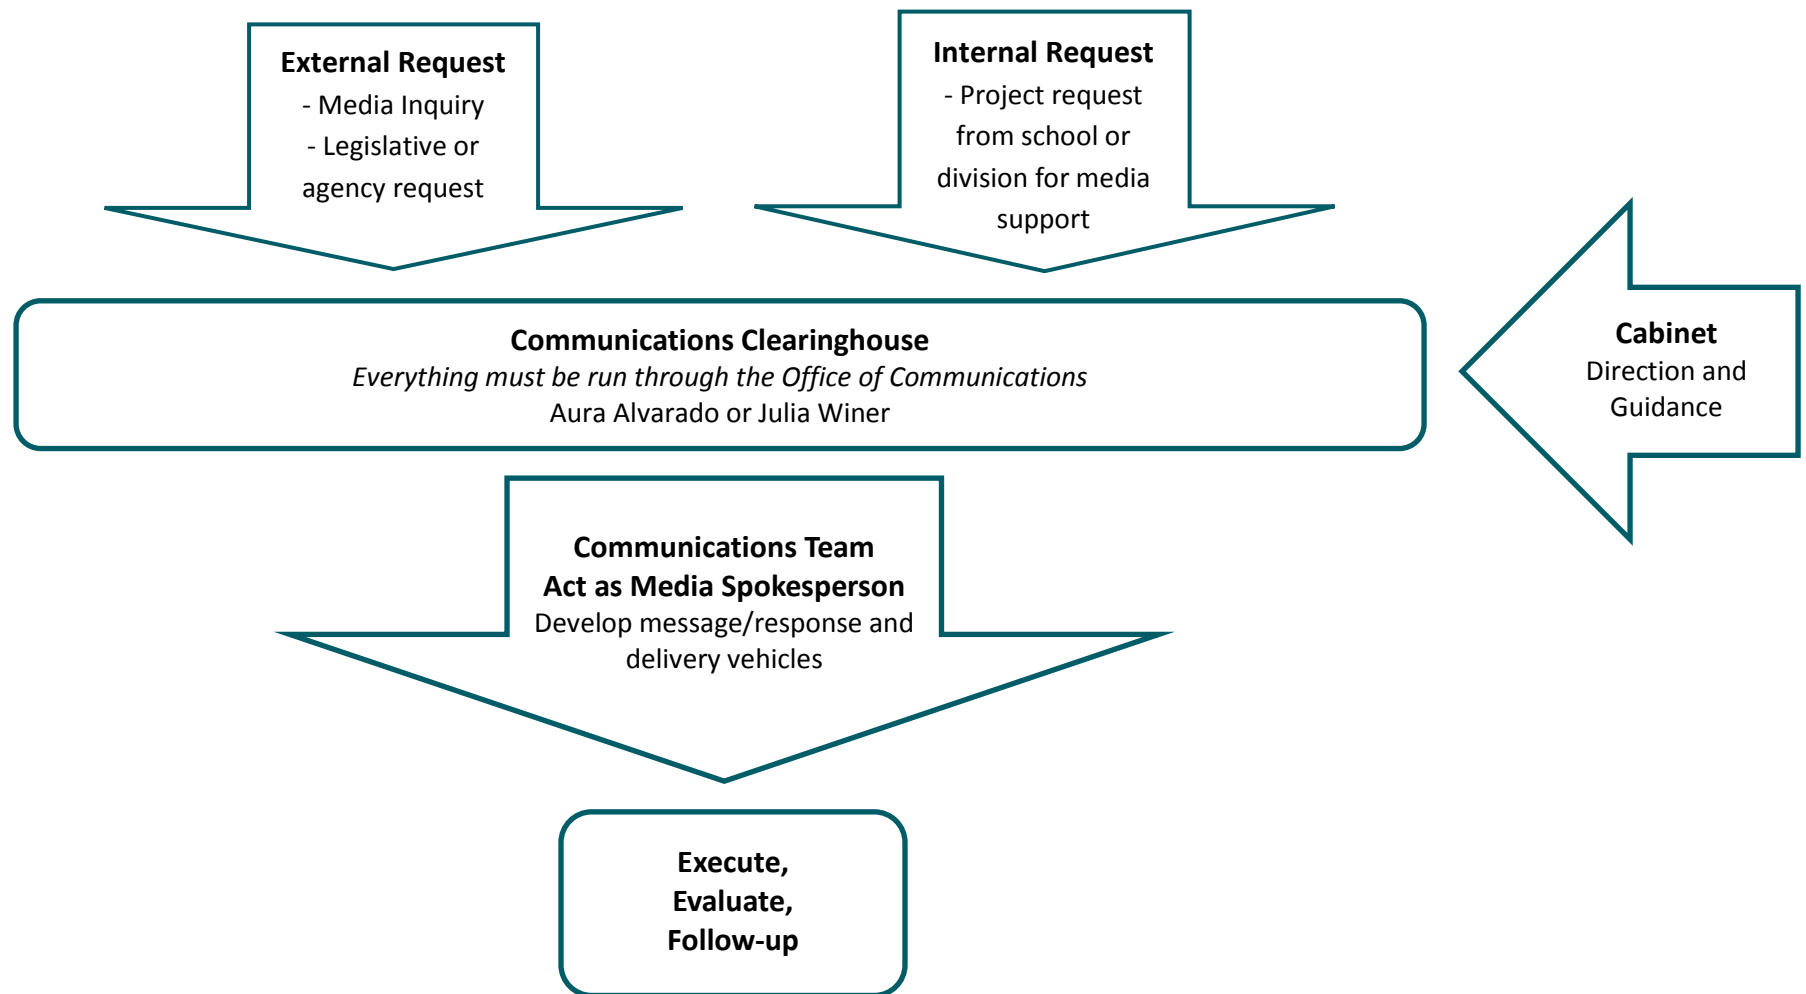 External Request
- Media Inquiry
- Legislative or
agency request
Internal Request
- Project request
from school or
division for media
support
Communications Clearinghouse
Everything must be run through the Office of Communications
Aura Alvarado or Julia Winer
Cabinet
Direction and
Guidance
Communications Team
Act as Media Spokesperson
Develop message/response and
delivery vehicles
Execute,
Evaluate,
Follow-up